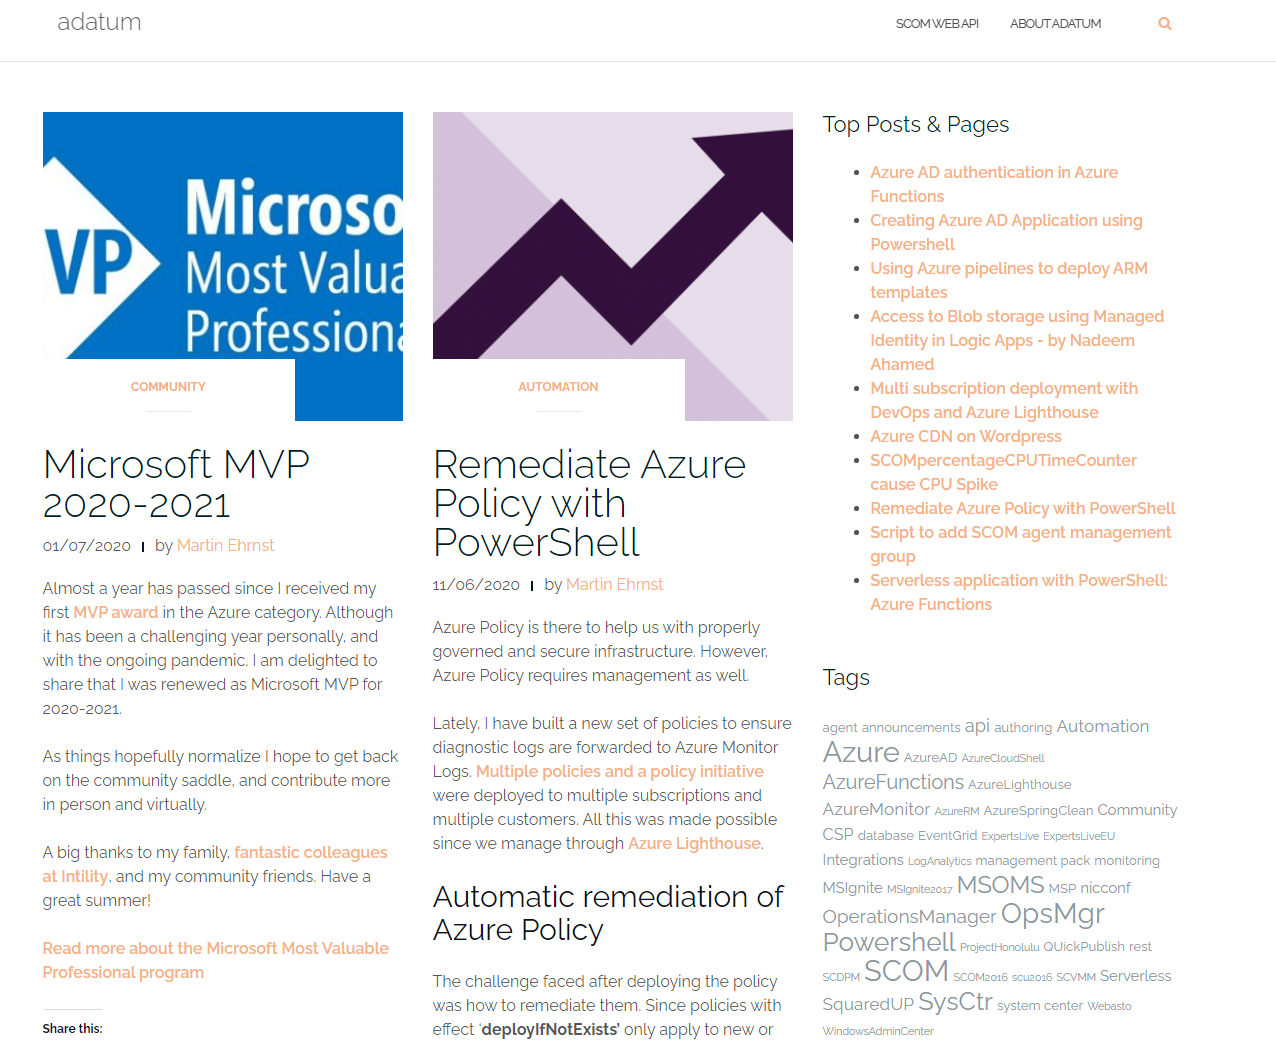 adatum
SCOM WEB API
ABOUT ADATUM
VP
Microso
Most Valua
Professiona
COMMUNITY
Microsoft MVP
2020-2021
01/07/2020 by Martin Ehrnst
Almost a year has passed since I received my
first MVP award in the Azure category. Although
it has been a challenging year personally, and
with the ongoing pandemic. I am delighted to
share that I was renewed as Microsoft MVP for
2020-2021.
As things hopefully normalize I hope to get back
on the community saddle, and contribute more
in person and virtually.
A big thanks to my family, fantastic colleagues
at Intility, and my community friends. Have a
great summer!
Read more about the Microsoft Most Valuable
Professional program
Share this:
AUTOMATION
Remediate Azure
Policy with
PowerShell
11/06/2020 by Martin Ehrnst
Azure Policy is there to help us with properly
governed and secure infrastructure. However,
Azure Policy requires management as well.
Lately, I have built a new set of policies to ensure
diagnostic logs are forwarded to Azure Monitor
Logs. Multiple policies and a policy initiative
were deployed to multiple subscriptions and
multiple customers. All this was made possible
since we manage through Azure Lighthouse.
Automatic remediation of
Azure Policy
The challenge faced after deploying the policy
was how to remediate them. Since policies with
effect ‘deployIfNotExists’ only apply to new or
Top Posts & Pages
Azure AD authentication in Azure
Functions
Creating Azure AD Application using
Powershell
Using Azure pipelines to deploy ARM
templates
Access to Blob storage using Managed
Identity in Logic Apps - by Nadeem
Ahamed
Multi subscription deployment with
DevOps and Azure Lighthouse
Azure CDN on Wordpress
SCOMpercentageCPUTimeCounter
cause CPU Spike
Remediate Azure Policy with PowerShell
Script to add SCOM agent management
group
Serverless application with PowerShell:
Azure Functions
Tags
agent announcements api authoring Automation
Azure AzureAD AzureCloudShell
AzureFunctions AzureLighthouse
AzureMonitor AzureRM AzureSpringClean Community
CSP database EventGrid ExpertsLive ExpertsLiveEU
Integrations LogAnalytics management pack monitoring
MSIgnite MSIgnite2017 MSOMS MSP nicconf
OperationsManager OpsMgr
Powershell ProjectHonolulu QUickPublish rest
SCDPM SCOM SCOM2016 scu2016 SCVMM Serverless
SquaredUP SysCtr system center Webasto
WindowsAdminCenter